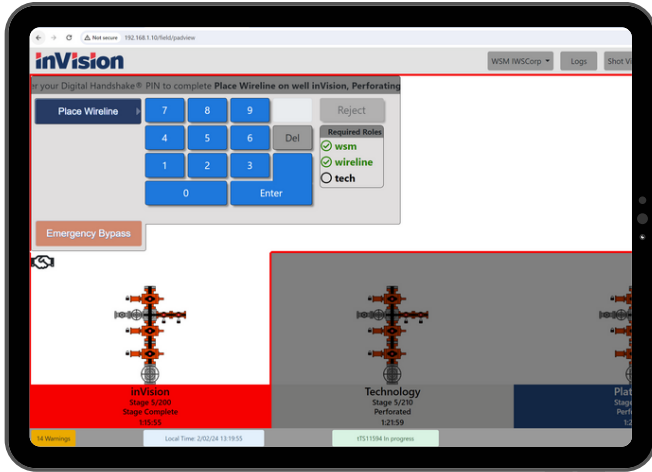 Not secure 192.168.1.10/field/padview
inVision
WSM IWSCorp
Logs
Shot Vi
er your Digital Handshake® PIN to complete Place Wireline on well inVision, Perforating
Place Wireline
7 8 9
Reject
4 5 6 Del
Required Roles
wsm
1 2 3
wireline
tech
0 Enter
Emergency Bypass
inVision
Stage 5/200
Stage Complete
1:15:55
Technology
Stage 5/210
Perforated
1:21:59
Plat
Stage
Perf
1:2
14 Warnings
Local Time 2/02/24 13:19:55
tTS11594 In progress